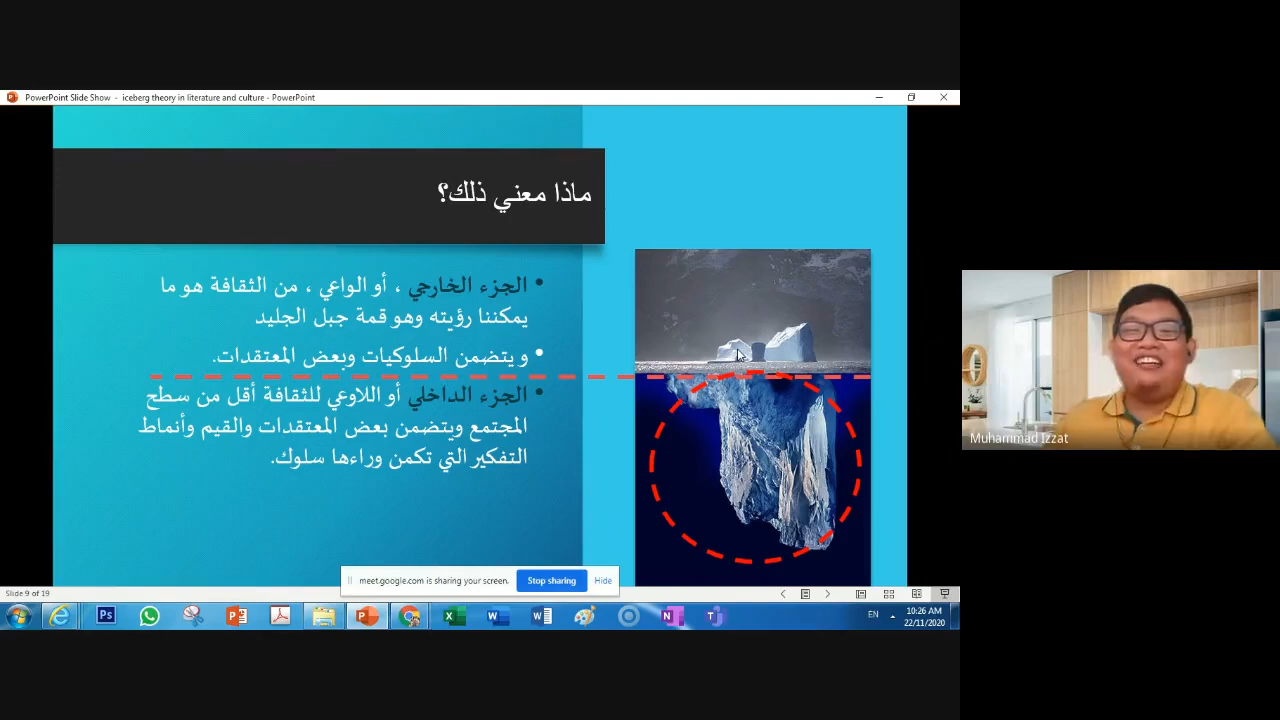 PowerPoint Slide Show - iceberg theory in literature and culture - PowerPoint
ماذا معني ذلك؟
• الجزء الخارجي ، أو الواعي ، من الثقافة هو ما
يمكننا رؤيته وهو قمة جبل الجليد
• و يتضمن السلوكيات وبعض المعتقدات.
• الجزء الداخلي أو اللاوعي للثقافة أقل من سطح
المجتمع ويتضمن بعض المعتقدات والقيم وأنماط
التفكير التي تكمن وراءها سلوك.
Muhammad Izzat
meet.google.com is sharing your screen.
Stop sharing
Hide
Slide 9 of 19
EN
10:26 AM
22/11/2020